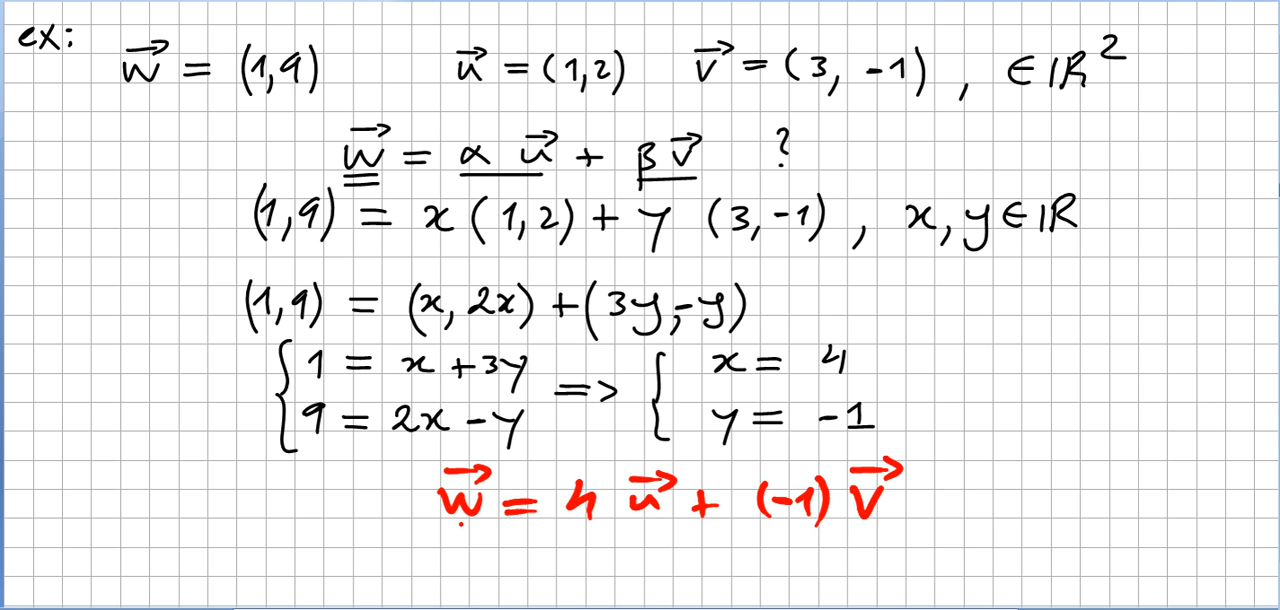 ex:
w⃗ = (1,9) u⃗ = (1,2) v⃗ = (3, -1) , ∈ ℝ²
w⃗ = α u⃗ + β v⃗ ?
(1,9) = x (1,2) + y (3,-1) , x, y ∈ ℝ
(1,9) = (x, 2x) + (3y, -y)
{ 1 = x + 3y => { x = 4
9 = 2x - y y = -1
w⃗ = 4 u⃗ + (-1) v⃗